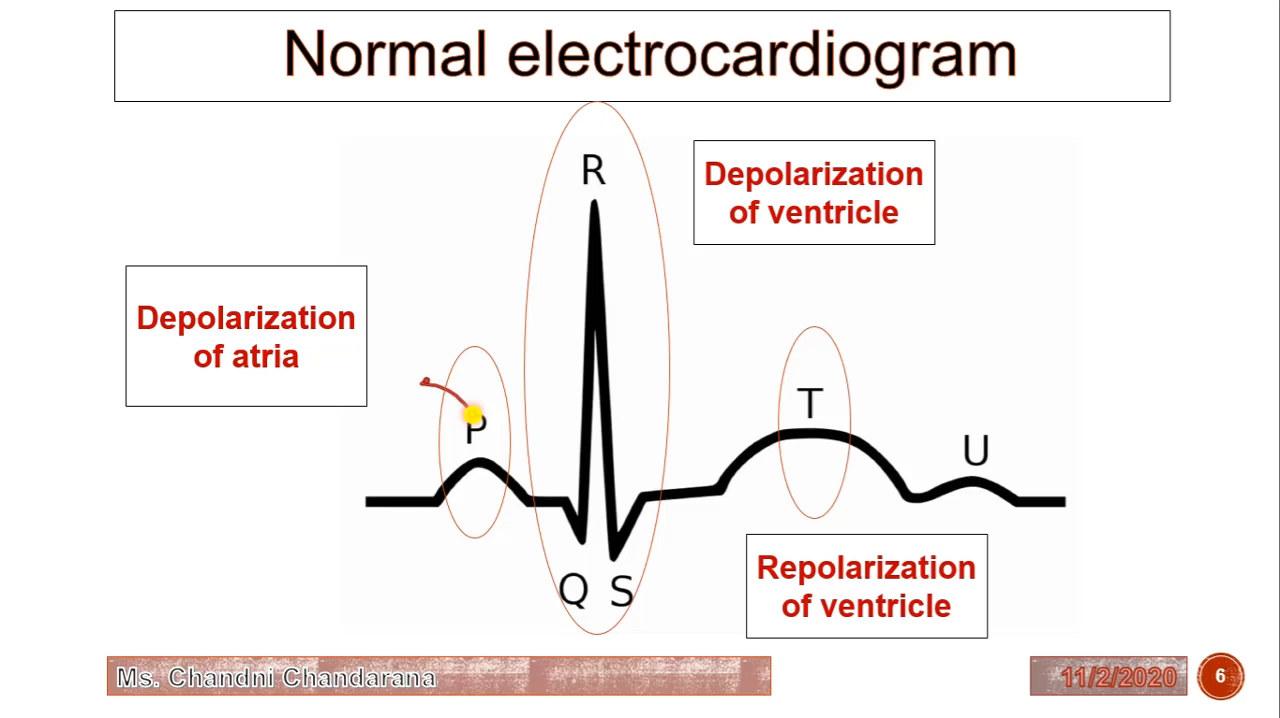 Normal electrocardiogram
R
Depolarization
of ventricle
Depolarization
of atria
P
T
U
Q S
Repolarization
of ventricle
Ms. Chandni Chandarana
11/2/2020
6